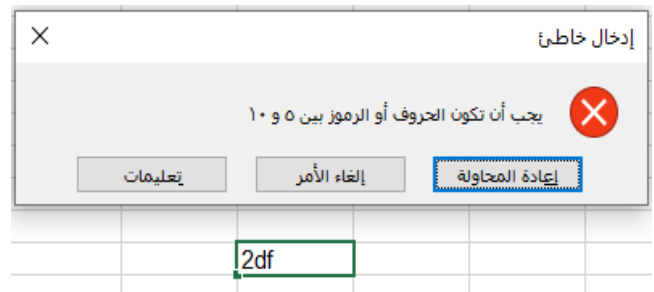 إدخال خاطئ
يجب أن تكون الحروف أو الرموز بين ٥ و ١٠
إعادة المحاولة
إلغاء الأمر
تعليمات
2df